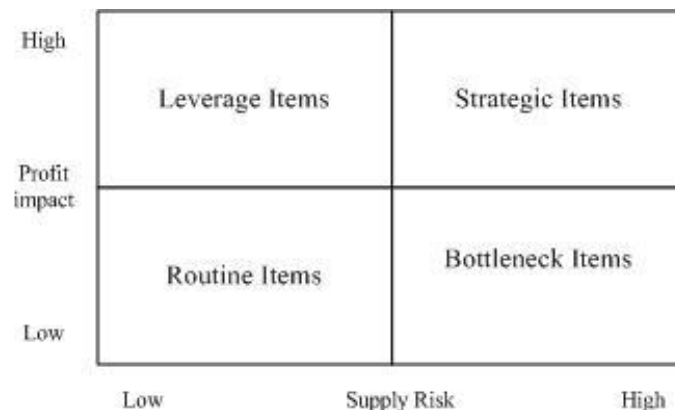 High
Leverage Items
Strategic Items
Profit
impact
Routine Items
Bottleneck Items
Low
Low
Supply Risk
High